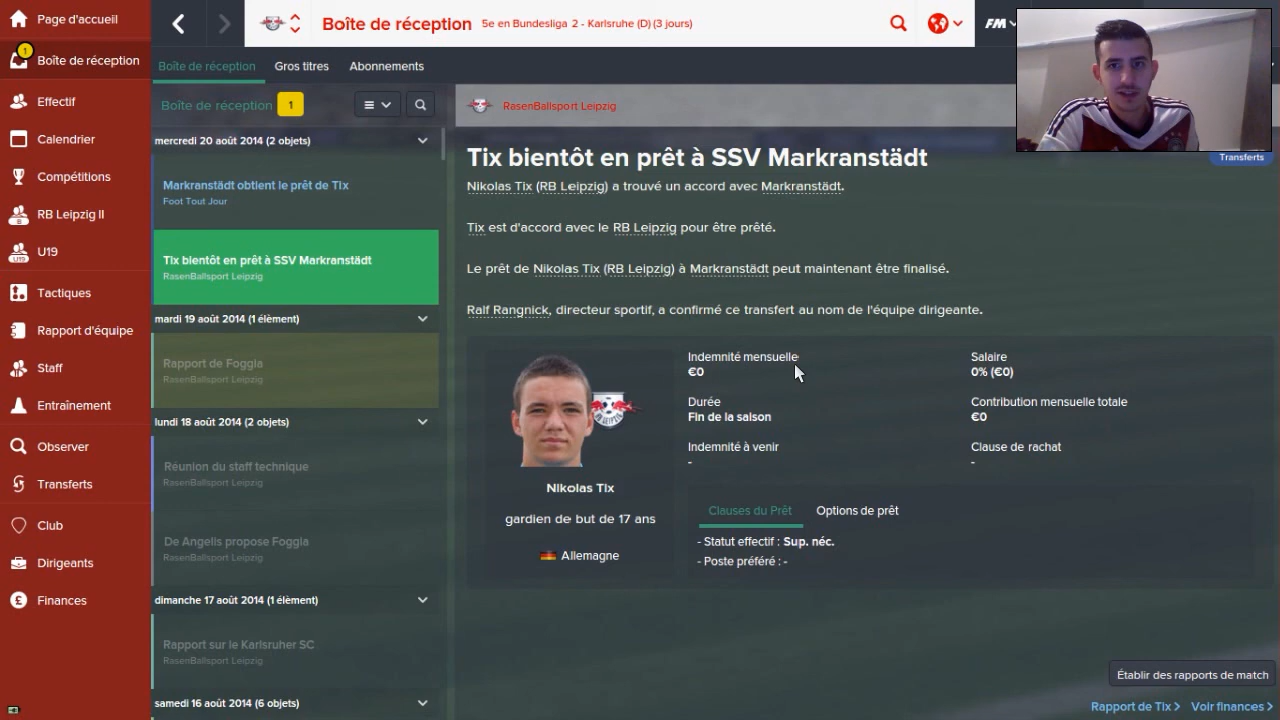 Page d'accueil
1
Boîte de réception
Effectif
Calendrier
Compétitions
RB Leipzig II
U19
Tactiques
Rapport d'équipe
Staff
Entraînement
Observer
Transferts
Club
Dirigeants
Finances
Boîte de réception
5e en Bundesliga 2 - Karlsruhe (D) (3 jours)
FM
Boîte de réception
Gros titres
Abonnements
Boîte de réception
1
mercredi 20 août 2014 (2 objets)
Markranstädt obtient le prêt de Tix
Foot Tout Jour
Tix bientôt en prêt à SSV Markranstädt
RasenBallsport Leipzig
mardi 19 août 2014 (1 élèment)
Rapport de Foggia
RasenBallsport Leipzig
lundi 18 août 2014 (2 objets)
Réunion du staff technique
RasenBallsport Leipzig
De Angelis propose Foggia
RasenBallsport Leipzig
dimanche 17 août 2014 (1 élèment)
Rapport sur le Karlsruher SC
RasenBallsport Leipzig
samedi 16 août 2014 (6 objets)
RasenBallsport Leipzig
Transferts
Tix bientôt en prêt à SSV Markranstädt
Nikolas Tix (RB Leipzig) a trouvé un accord avec Markranstädt.
Tix est d'accord avec le RB Leipzig pour être prêté.
Le prêt de Nikolas Tix (RB Leipzig) à Markranstädt peut maintenant être finalisé.
Ralf Rangnick, directeur sportif, a confirmé ce transfert au nom de l'équipe dirigeante.
Nikolas Tix
gardien de but de 17 ans
Allemagne
Indemnité mensuelle
€0
Salaire
0% (€0)
Durée
Fin de la saison
Contribution mensuelle totale
€0
Indemnité à venir
-
Clause de rachat
-
Clauses du Prêt
Options de prêt
- Statut effectif : Sup. néc.
- Poste préféré : -
Établir des rapports de match
Rapport de Tix
Voir finances